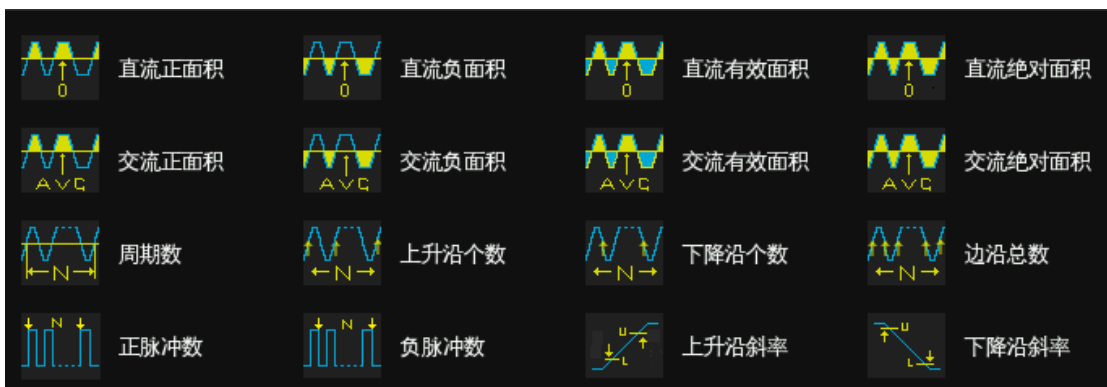 0 直流正面积 0 直流负面积 0 直流有效面积 0 直流绝对面积
AVG 交流正面积 AVG 交流负面积 AVG 交流有效面积 AVG 交流绝对面积
N 周期数 N 上升沿个数 N 下降沿个数 N 边沿总数
N 正脉冲数 N 负脉冲数 U L 上升沿斜率 U L 下降沿斜率